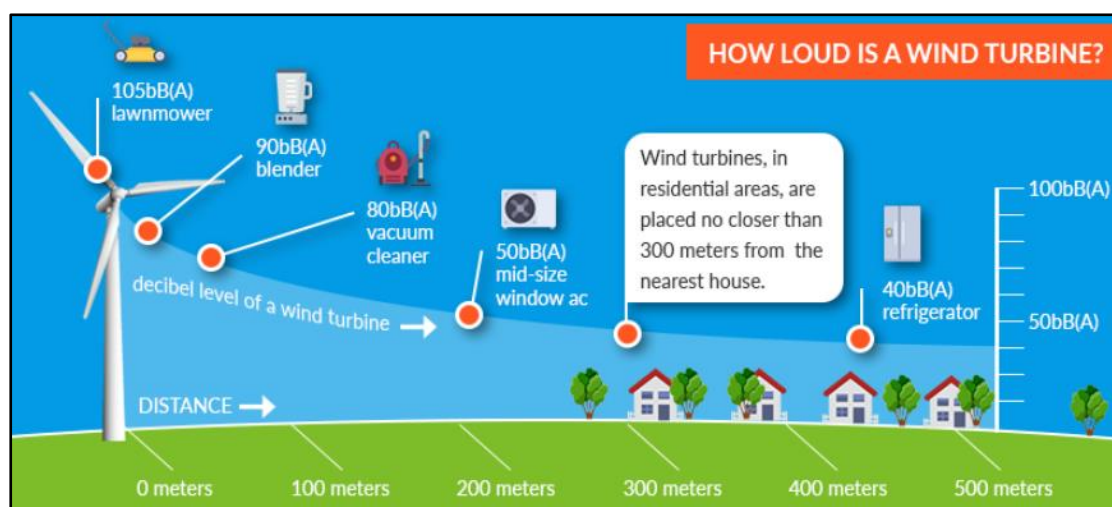 HOW LOUD IS A WIND TURBINE?
105bB(A)
lawnmower
90bB(A)
blender
80bB(A)
vacuum
cleaner
50bB(A)
mid-size
window ac
Wind turbines, in
residential areas, are
placed no closer than
300 meters from the
nearest house.
40bB(A)
refrigerator
100bB(A)
50bB(A)
decibel level of a wind turbine
DISTANCE
0 meters
100 meters
200 meters
300 meters
400 meters
500 meters